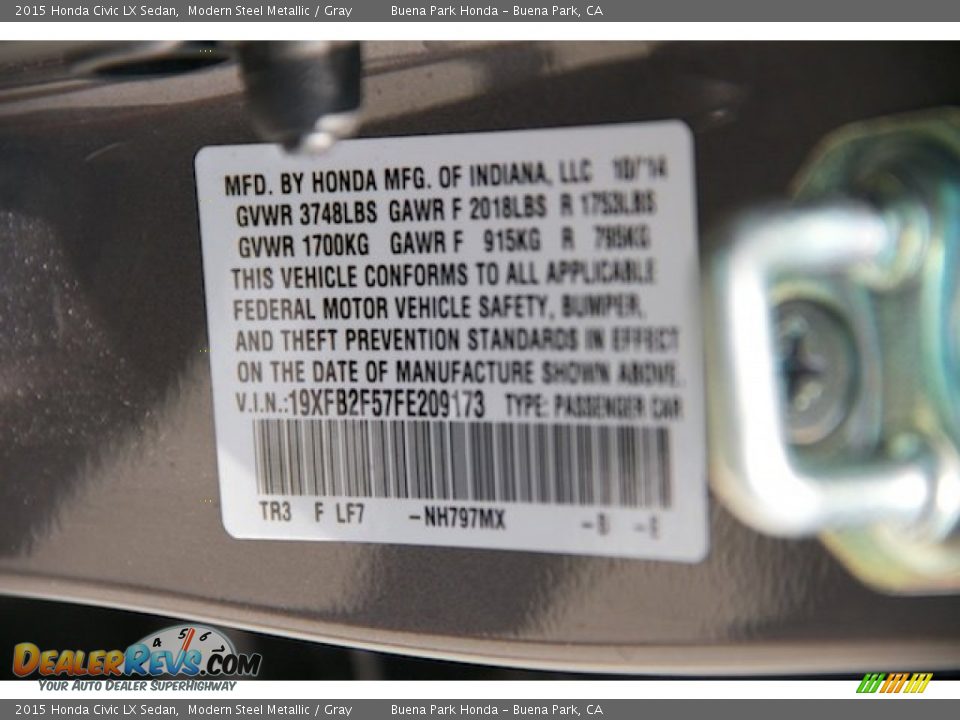 2015 Honda Civic LX Sedan, Modern Steel Metallic / Gray Buena Park Honda - Buena Park, CA
MFD. BY HONDA MFG. OF INDIANA, LLC 10/'14
GVWR 3748LBS GAWR F 2018LBS R 1753LBS
GVWR 1700KG GAWR F 915KG R 795KG
THIS VEHICLE CONFORMS TO ALL APPLICABLE
FEDERAL MOTOR VEHICLE SAFETY, BUMPER,
AND THEFT PREVENTION STANDARDS IN EFFECT
ON THE DATE OF MANUFACTURE SHOWN ABOVE.
V.I.N.:19XFB2F57FE209173 TYPE: PASSENGER CAR
TR3 F LF7 -NH797MX
4 5 6
DEALERREVS.COM
YOUR AUTO DEALER SUPERHIGHWAY
2015 Honda Civic LX Sedan, Modern Steel Metallic / Gray Buena Park Honda - Buena Park, CA